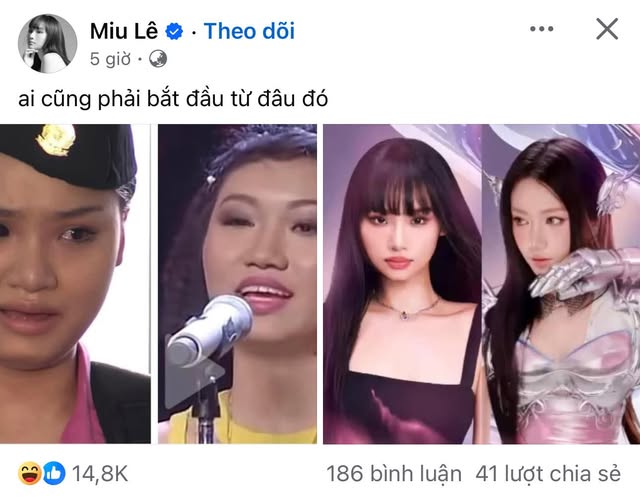 Miu Lê · Theo dõi
5 giờ ·
ai cũng phải bắt đầu từ đâu đó
14,8K 186 bình luận 41 lượt chia sẻ